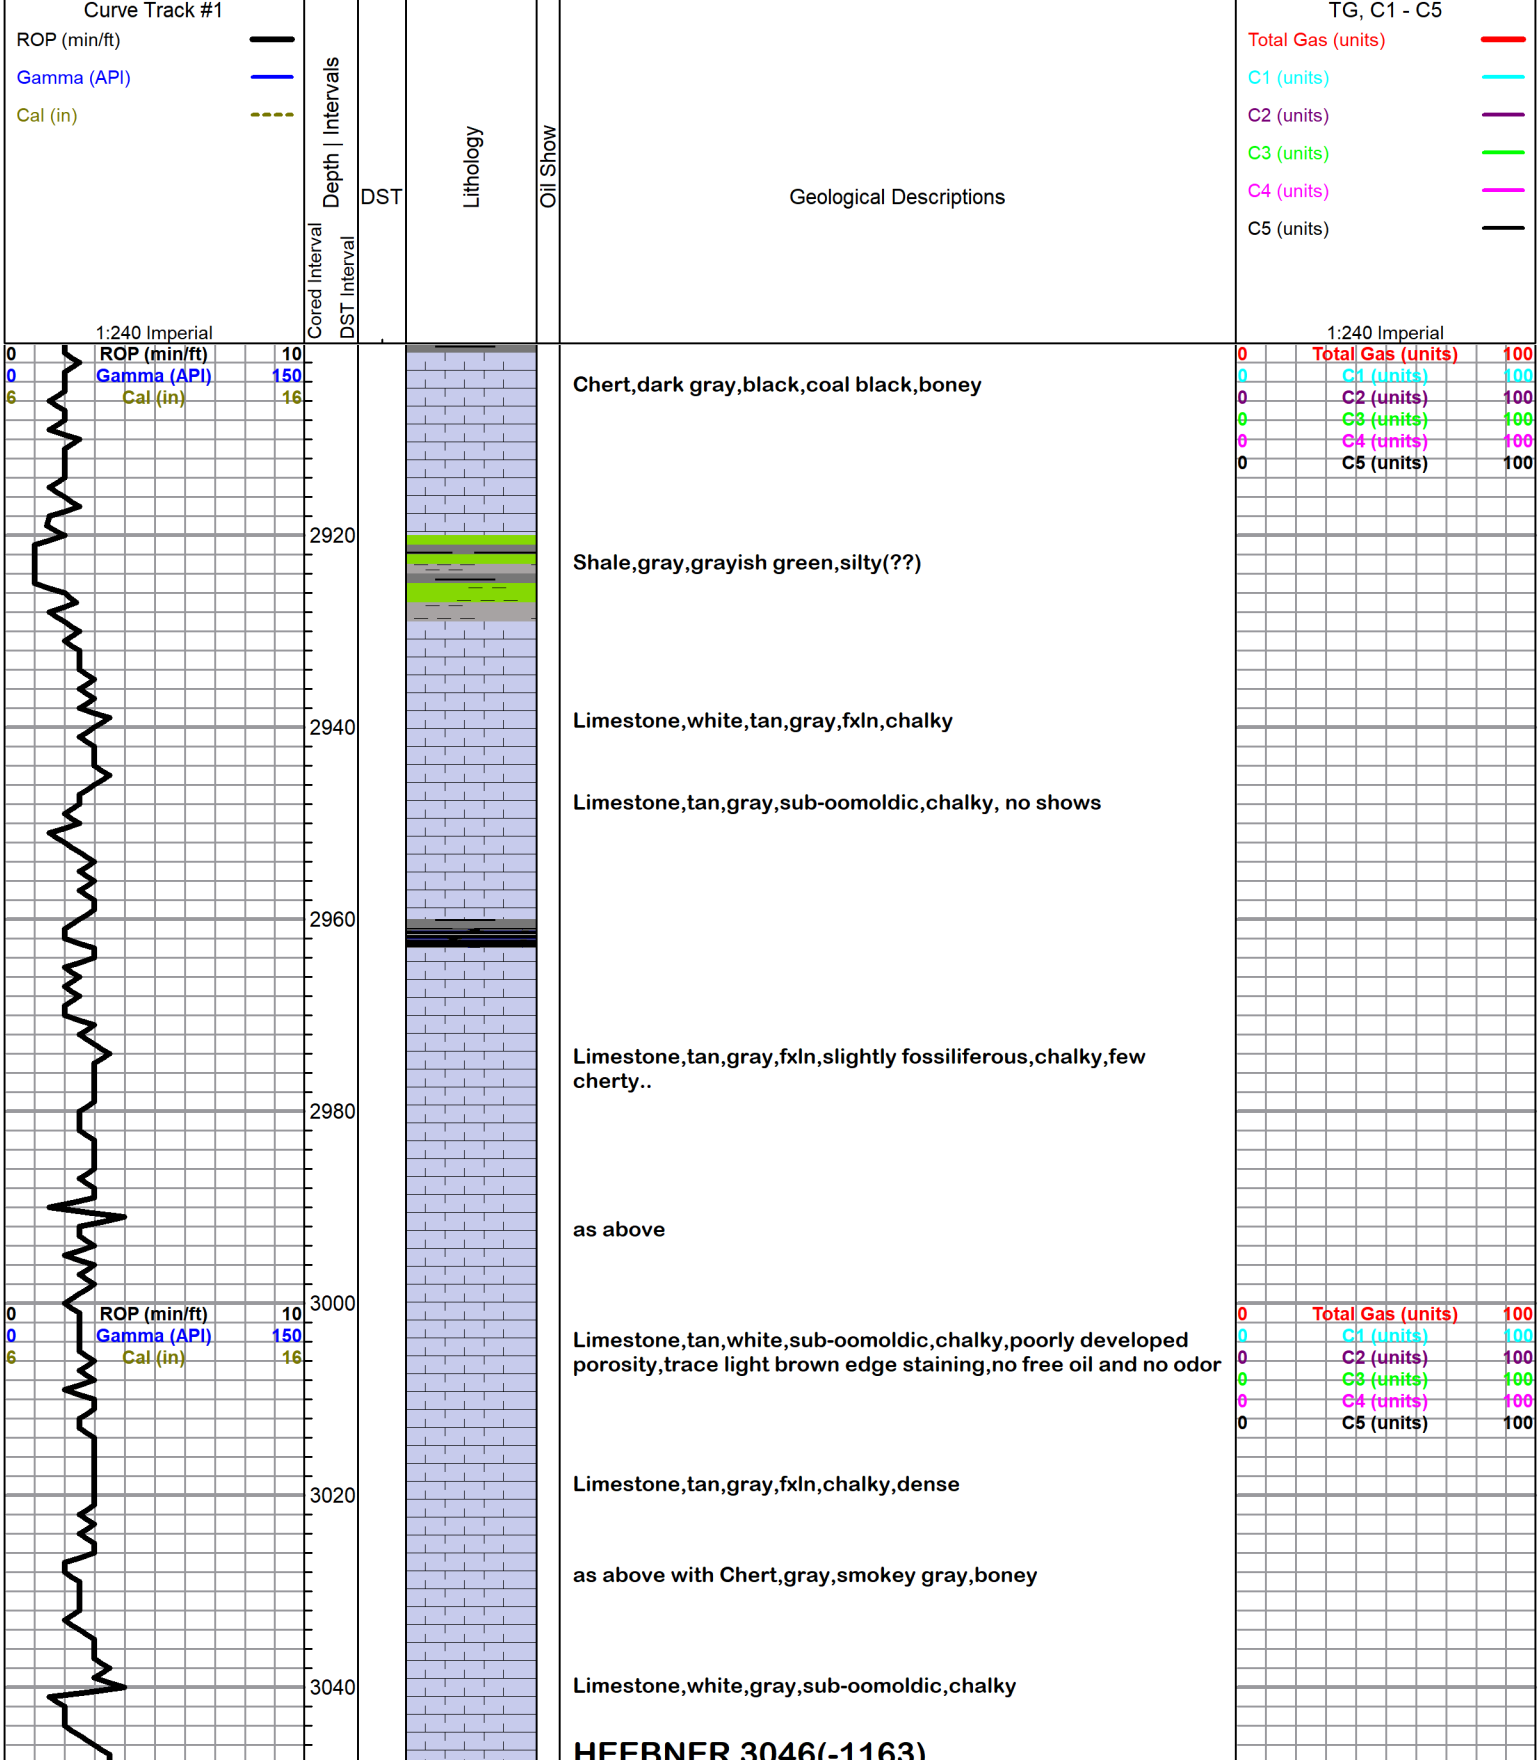 Curve Track #1
ROP (min/ft)
Gamma (API)
Cal (in)
1:240 Imperial
Cored Interval
Depth | Intervals
DST Interval
DST
Lithology
Oil Show
Geological Descriptions
TG, C1 - C5
Total Gas (units)
C1 (units)
C2 (units)
C3 (units)
C4 (units)
C5 (units)
1:240 Imperial
0 ROP (min/ft) 10
0 Gamma (API) 150
6 Cal (in) 16
0 Total Gas (units) 100
0 C1 (units) 100
0 C2 (units) 100
0 C3 (units) 100
0 C4 (units) 100
0 C5 (units) 100
Chert,dark gray,black,coal black,boney
2920
Shale,gray,grayish green,silty(??)
Limestone,white,tan,gray,fxln,chalky
2940
Limestone,tan,gray,sub-oomoldic,chalky, no shows
2960
Limestone,tan,gray,fxln,slightly fossiliferous,chalky,few
cherty..
2980
as above
3000
0 ROP (min/ft) 10
0 Gamma (API) 150
6 Cal (in) 16
0 Total Gas (units) 100
0 C1 (units) 100
0 C2 (units) 100
0 C3 (units) 100
0 C4 (units) 100
0 C5 (units) 100
Limestone,tan,white,sub-oomoldic,chalky,poorly developed
porosity,trace light brown edge staining,no free oil and no odor
Limestone,tan,gray,fxln,chalky,dense
3020
as above with Chert,gray,smokey gray,boney
Limestone,white,gray,sub-oomoldic,chalky
3040
HEEBNER 3046(-1163)